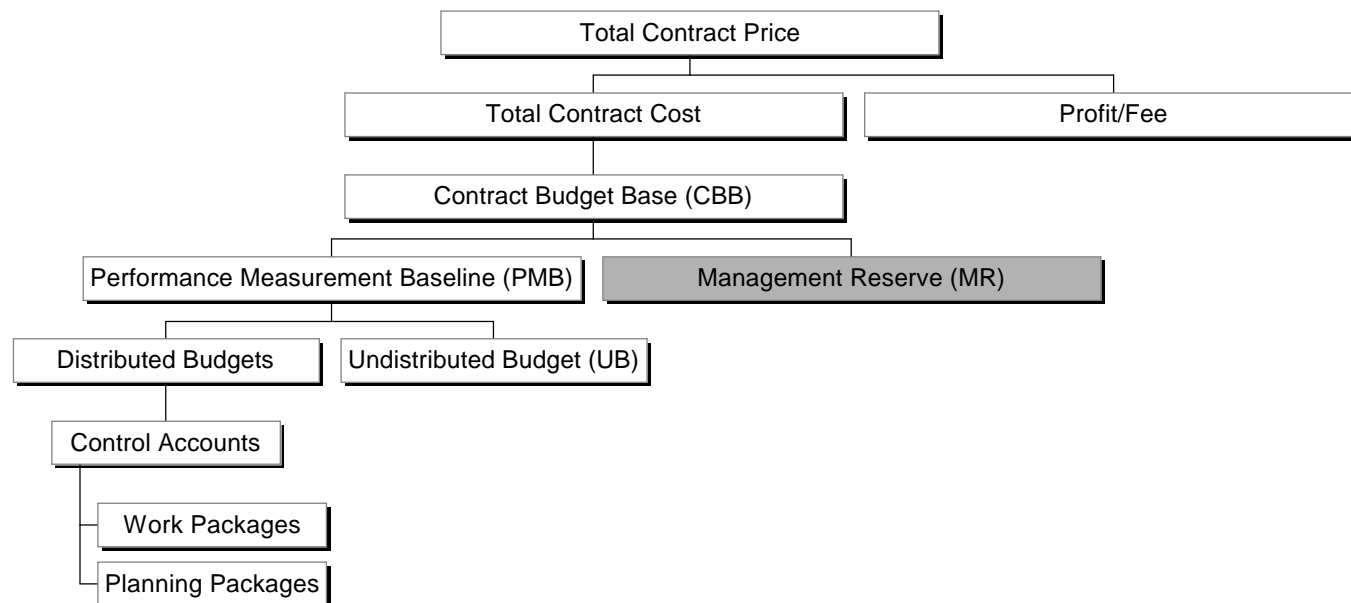 Total Contract Price
Total Contract Cost
Profit/Fee
Contract Budget Base (CBB)
Performance Measurement Baseline (PMB)
Management Reserve (MR)
Distributed Budgets
Undistributed Budget (UB)
Control Accounts
Work Packages
Planning Packages